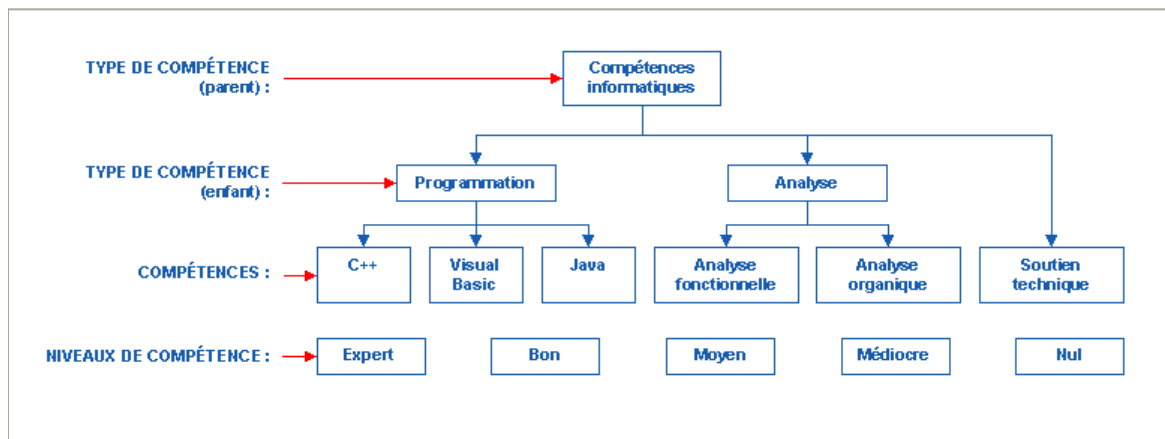 TYPE DE COMPÉTENCE
(parent) :
Compétences
informatiques
TYPE DE COMPÉTENCE
(enfant) :
Programmation
Analyse
COMPÉTENCES :
C++
Visual
Basic
Java
Analyse
fonctionnelle
Analyse
organique
Soutien
technique
NIVEAUX DE COMPÉTENCE :
Expert
Bon
Moyen
Médiocre
Nul